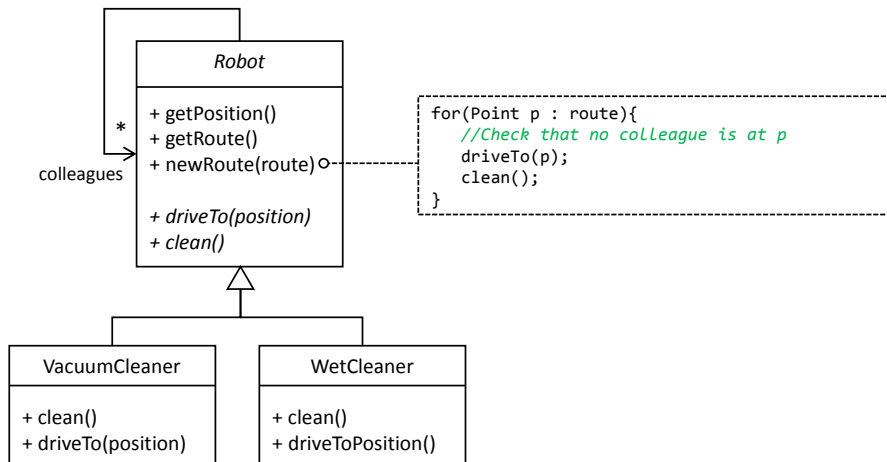 Robot
+ getPosition()
+ getRoute()
+ newRoute(route)
+ driveTo(position)
+ clean()
*
colleagues
for(Point p : route){
//Check that no colleague is at p
driveTo(p);
clean();
}
VacuumCleaner
+ clean()
+ driveTo(position)
WetCleaner
+ clean()
+ driveToPosition()